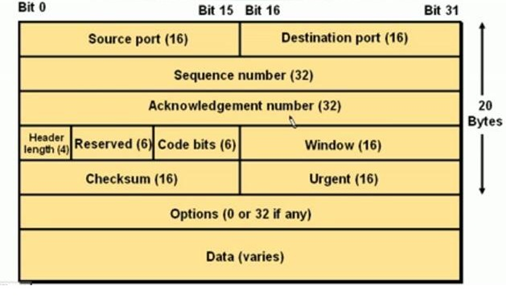 Bit 0 Bit 15 Bit 16 Bit 31
Source port (16) Destination port (16)
Sequence number (32)
Acknowledgement number (32)
20
Bytes
Header
length (4) Reserved (6) Code bits (6) Window (16)
Checksum (16) Urgent (16)
Options (0 or 32 if any)
Data (varies)